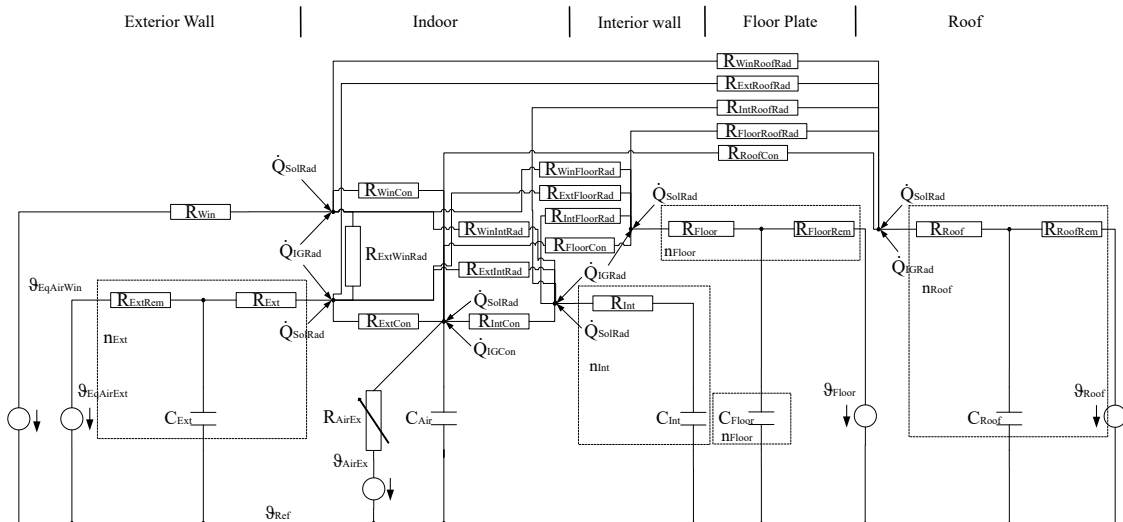 Exterior Wall
Indoor
Interior wall
Floor Plate
Roof
RWinRoofRad
RExtRoofRad
RIntRoofRad
RFloorRoofRad
RRoofCon
Q̇SolRad
RWinCon
RWinFloorRad
RExtFloorRad
Q̇SolRad
Q̇SolRad
RWin
RIntFloorRad
RWinIntRad
RFloor
RFloorRem
RRoof
RRoofRem
Q̇IGRad
RExtWinRad
RFloorCon
nFloor
ϑEqAirWin
RExtIntRad
Q̇IGRad
Q̇IGRad
nRoof
RExtRem
RExt
Q̇SolRad
RInt
nExt
Q̇SolRad
RExtCon
RIntCon
Q̇SolRad
Q̇IGCon
nInt
ϑEqAirExt
ϑFloor
ϑRoof
CExt
RAirEx
CAir
CInt
CFloor
CRoof
nFloor
ϑAirEx
ϑRef